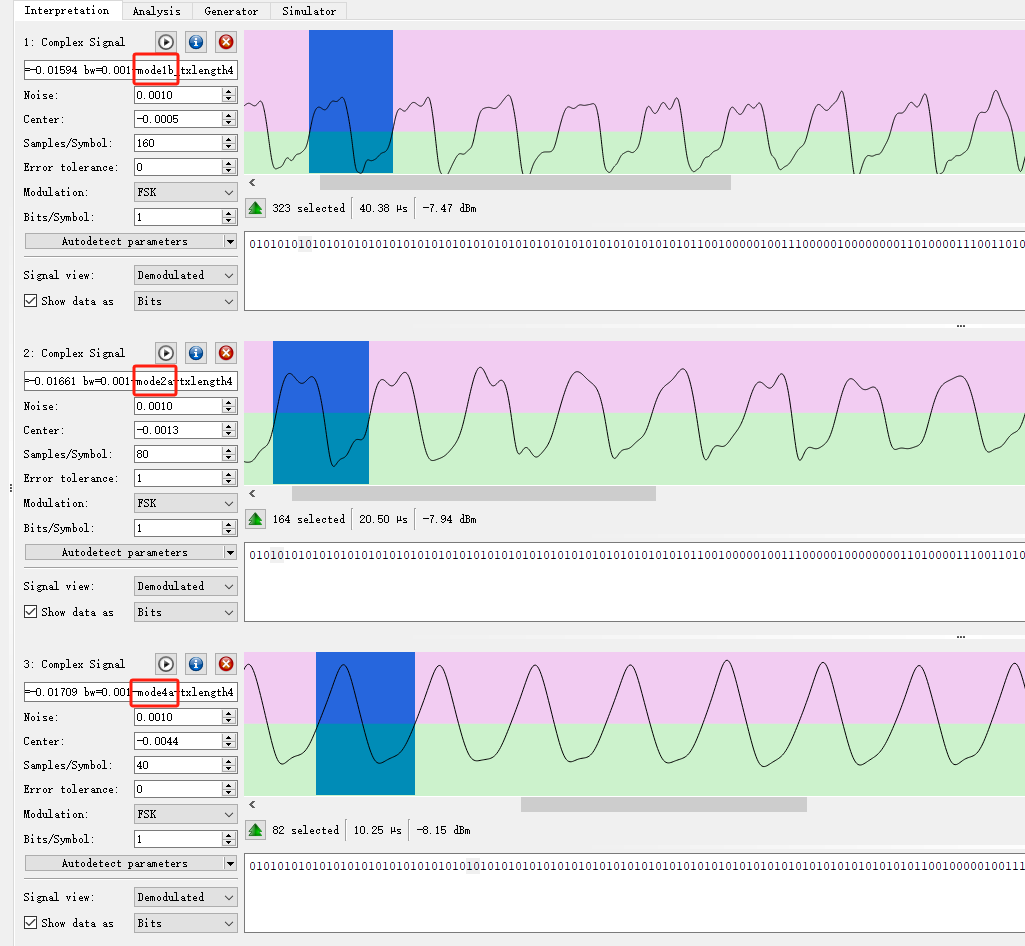 Interpretation
Analysis
Generator
Simulator
1: Complex Signal
=-0.01594 bw=0.001-mode1b_txlength4
Noise: 0.0010
Center: -0.0005
Samples/Symbol: 160
Error tolerance: 0
Modulation: FSK
Bits/Symbol: 1
Autodetect parameters
Signal view: Demodulated
Show data as Bits
323 selected 40.38 µs -7.47 dBm
010101010101010101010101010101010101010101010101010101010101010110010000010011100000100000000011010000111001​1010
2: Complex Signal
=-0.01661 bw=0.001-mode2a-txlength4
Noise: 0.0010
Center: -0.0013
Samples/Symbol: 80
Error tolerance: 1
Modulation: FSK
Bits/Symbol: 1
Autodetect parameters
Signal view: Demodulated
Show data as Bits
164 selected 20.50 µs -7.94 dBm
010101010101010101010101010101010101010101010101010101010101010110010000010011100000100000000011010000111001​1010
3: Complex Signal
=-0.01709 bw=0.001-mode4a-txlength4
Noise: 0.0010
Center: -0.0044
Samples/Symbol: 40
Error tolerance: 0
Modulation: FSK
Bits/Symbol: 1
Autodetect parameters
Signal view: Demodulated
Show data as Bits
82 selected 10.25 µs -8.15 dBm
010101010101010101010101010101010101010101010101010101010101010101010101010101010101010101010101100100000100111